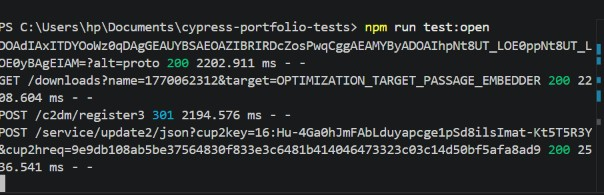 PS C:\Users\hp\Documents\cypress-portfolio-tests> npm run test:open
DOAdIAxITDYOoWz0qDAgGEAUYBSAEOAZIBRIRDcZosPwqCggAEAMYByADOAIhpNt8UT_LOE0ppNt8UT_L
OE0yBAgEIAM=?alt=proto 200 2202.911 ms - -
GET /downloads?name=1770062312&target=OPTIMIZATION_TARGET_PASSAGE_EMBEDDER 200 22
08.604 ms - -
POST /c2dm/register3 301 2194.576 ms - -
POST /service/update2/json?cup2key=16:Hu-4Ga0hJmFAbLduyapcge1pSd8ilsImat-Kt5T5R3Y
&cup2hreq=9e9db108ab5be37564830f833e3c6481b414046473323c03c14d50bf5afa8ad9 200 25
36.541 ms - -